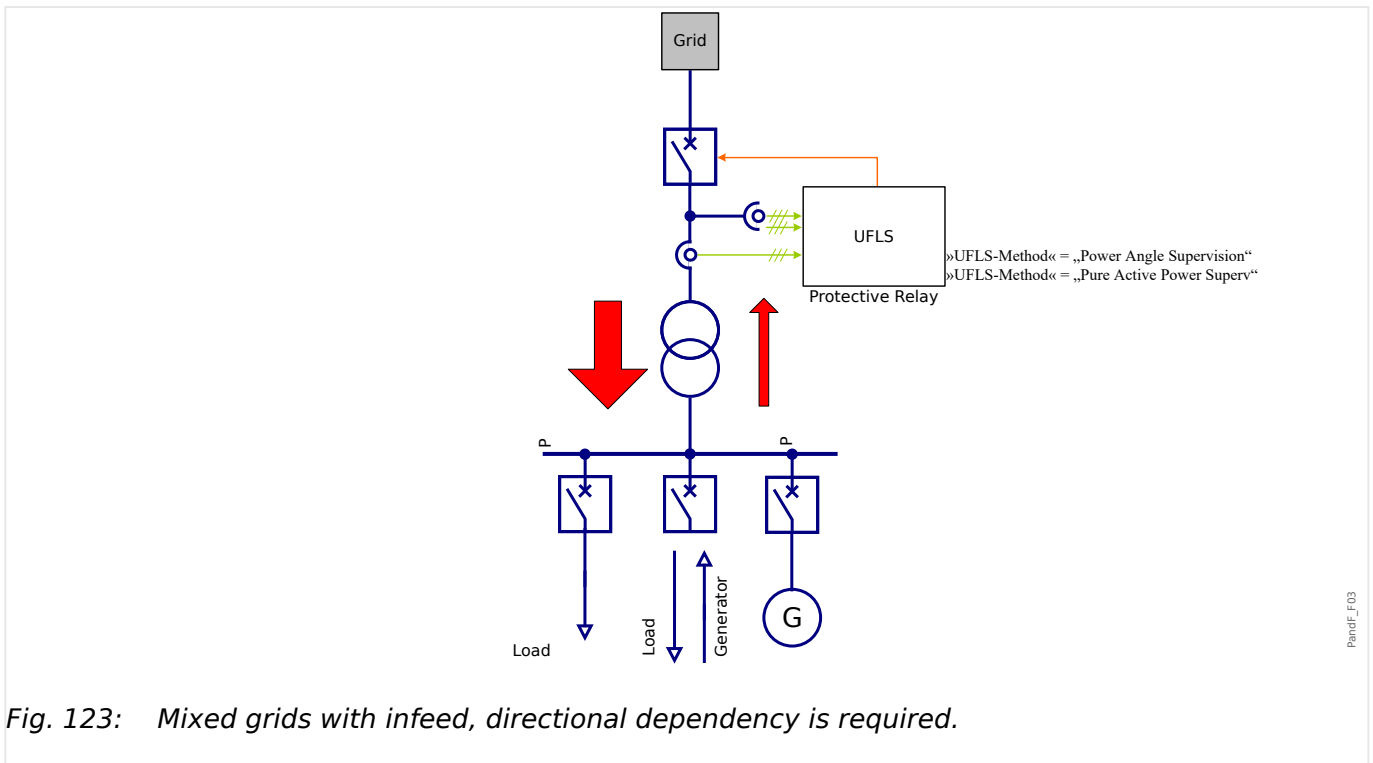 Grid
UFLS
»UFLS-Method« = „Power Angle Supervision“
»UFLS-Method« = „Pure Active Power Superv“
Protective Relay
P
P
Load
Generator
G
Load
PandF_F03
Fig. 123: Mixed grids with infeed, directional dependency is required.